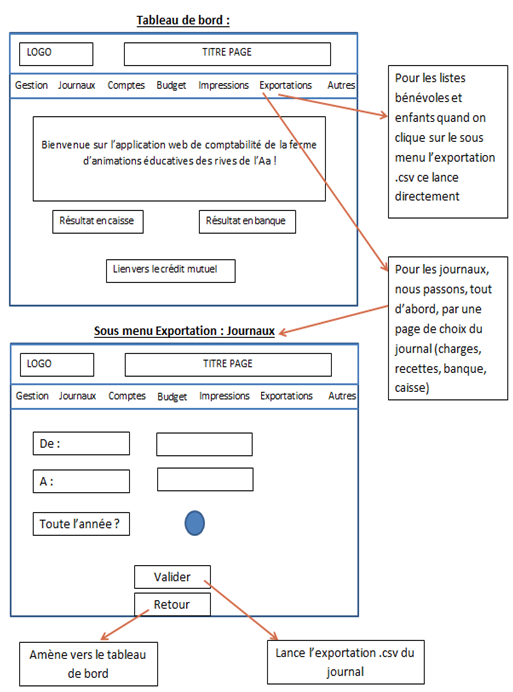 Tableau de bord :
LOGO
TITRE PAGE
Gestion Journaux Comptes Budget Impressions Exportations Autres
Bienvenue sur l'application web de comptabilité de la ferme
d'animations éducatives des rives de l'Aa !
Résultat en caisse
Résultat en banque
Lien vers le crédit mutuel
Pour les listes
bénévoles et
enfants quand on
clique sur le sous
menu l'exportation
.csv ce lance
directement
Pour les journaux,
nous passons, tout
d'abord, par une
page de choix du
journal (charges,
recettes, banque,
caisse)
Sous menu Exportation : Journaux
LOGO
TITRE PAGE
Gestion Journaux Comptes Budget Impressions Exportations Autres
De :
A :
Toute l'année ?
Valider
Retour
Amène vers le tableau
de bord
Lance l'exportation .csv du
journal